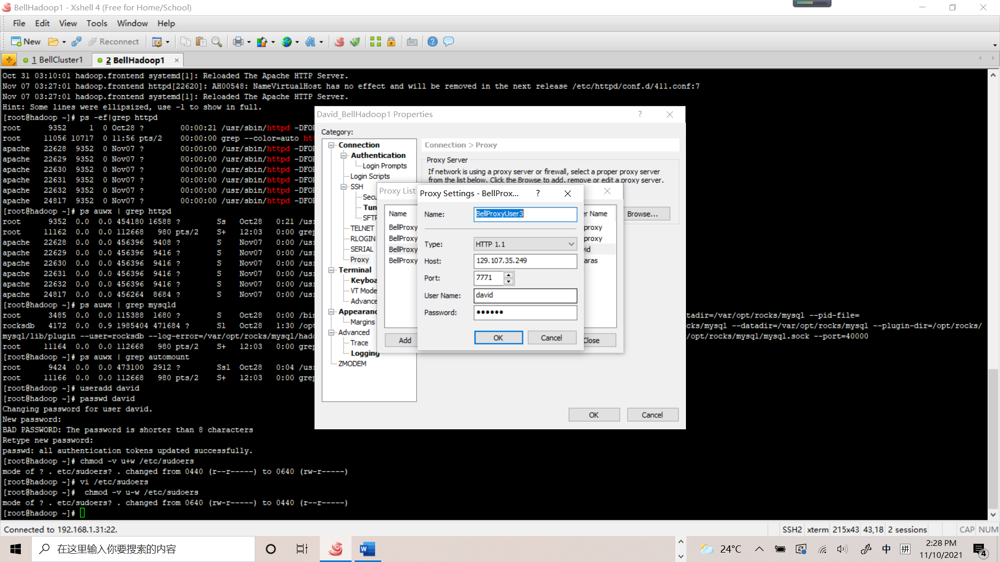 BellHadoop1 - Xshell 4 (Free for Home/School)
File Edit View Tools Window Help
New Reconnect
1 BellCluster1 2 BellHadoop1
Oct 31 03:10:01 hadoop.frontend systemd[1]: Reloaded The Apache HTTP Server.
Nov 07 03:27:01 hadoop.frontend httpd[22620]: AH00548: NameVirtualHost has no effect and will be removed in the next release /etc/httpd/conf.d/411.conf:7
Nov 07 03:27:01 hadoop.frontend systemd[1]: Reloaded The Apache HTTP Server.
Hint: Some lines were ellipsized, use -l to show in full.
[root@hadoop ~]# ps -ef|grep httpd
root 9352 1 0 Oct28 ? 00:00:21 /usr/sbin/httpd -DFOR
root 11056 10717 0 11:56 pts/2 00:00:00 grep --color=auto ht
apache 22628 9352 0 Nov07 ? 00:00:00 /usr/sbin/httpd -DFOR
apache 22629 9352 0 Nov07 ? 00:00:00 /usr/sbin/httpd -DFOR
apache 22630 9352 0 Nov07 ? 00:00:00 /usr/sbin/httpd -DFOR
apache 22631 9352 0 Nov07 ? 00:00:00 /usr/sbin/httpd -DFOR
apache 22632 9352 0 Nov07 ? 00:00:00 /usr/sbin/httpd -DFOR
apache 24817 9352 0 Nov07 ? 00:00:00 /usr/sbin/httpd -DFOR
[root@hadoop ~]# ps auwx | grep httpd
root 9352 0.0 0.0 454180 16588 ? Ss Oct28 0:21 /us
root 11162 0.0 0.0 112668 980 pts/2 S+ 12:03 0:00 grep
apache 22628 0.0 0.0 456396 9408 ? S Nov07 0:00 /us
apache 22629 0.0 0.0 456396 9416 ? S Nov07 0:00 /us
apache 22630 0.0 0.0 456396 9416 ? S Nov07 0:00 /us
apache 22631 0.0 0.0 456396 9416 ? S Nov07 0:00 /us
apache 22632 0.0 0.0 456396 9416 ? S Nov07 0:00 /us
apache 24817 0.0 0.0 456264 8684 ? S Nov07 0:00 /us
[root@hadoop ~]# ps auwx | grep mysqld
root 3485 0.0 0.0 115388 1680 ? S Oct28 0:00 /bin tadir=/var/opt/rocks/mysql --pid-file=
rocksdb 4172 0.0 0.9 1985404 471684 ? Sl Oct28 1:30 /opt cks/mysql --datadir=/var/opt/rocks/mysql --plugin-dir=/opt/rocks/
mysql/lib/plugin --user=rocksdb --log-error=/var/opt/rocks/mysql/hado /opt/rocks/mysql/mysql.sock --port=40000
root 11164 0.0 0.0 112668 980 pts/2 S+ 12:03 0:00 grep
[root@hadoop ~]# ps auwx | grep automount
root 9424 0.0 0.0 473100 2912 ? Ssl Oct28 0:04 /us
root 11166 0.0 0.0 112668 980 pts/2 S+ 12:03 0:00 grep
[root@hadoop ~]# useradd david
[root@hadoop ~]# passwd david
Changing password for user david.
New password:
BAD PASSWORD: The password is shorter than 8 characters
Retype new password:
passwd: all authentication tokens updated successfully.
[root@hadoop ~]# chmod -v u+w /etc/sudoers
mode of ? . etc/sudoers? . changed from 0440 (r--r-----) to 0640 (rw-r-----)
[root@hadoop ~]# vi /etc/sudoers
[root@hadoop ~]# chmod -v u-w /etc/sudoers
mode of ? . etc/sudoers? . changed from 0640 (rw-r-----) to 0440 (r--r-----)
[root@hadoop ~]#
David_BellHadoop1 Properties ?
Category:
Connection
Authentication
Login Prompts
Login Scripts
SSH
Secu
Tun
SFTP
TELNET
RLOGIN
SERIAL
Proxy
Terminal
Keyboa
VT Mode
Advance
Appearanc
Margins
Advanced
Trace
Logging
ZMODEM
Connection > Proxy
Proxy Server
If network is using a proxy server or firewall, select a proper proxy server
from the list below. Click the Browse to add, remove or edit a proxy server.
Browse...
OK Cancel
Proxy List
Name er Name
BellProxy proxy
BellProxy proxy
BellProxy vid
BellProxy aras
Add Close
Proxy Settings - BellProx... ?
Name: BellProxyUser3
Type: HTTP 1.1
Host: 129.107.35.249
Port: 7771
User Name: david
Password: ●●●●●●
OK Cancel
Connected to 192.168.1.31:22. SSH2 xterm 215x43 43,18 2 sessions CAP NUM
在这里输入你要搜索的内容
24°C 中 拼 2:28 PM
11/10/2021 4